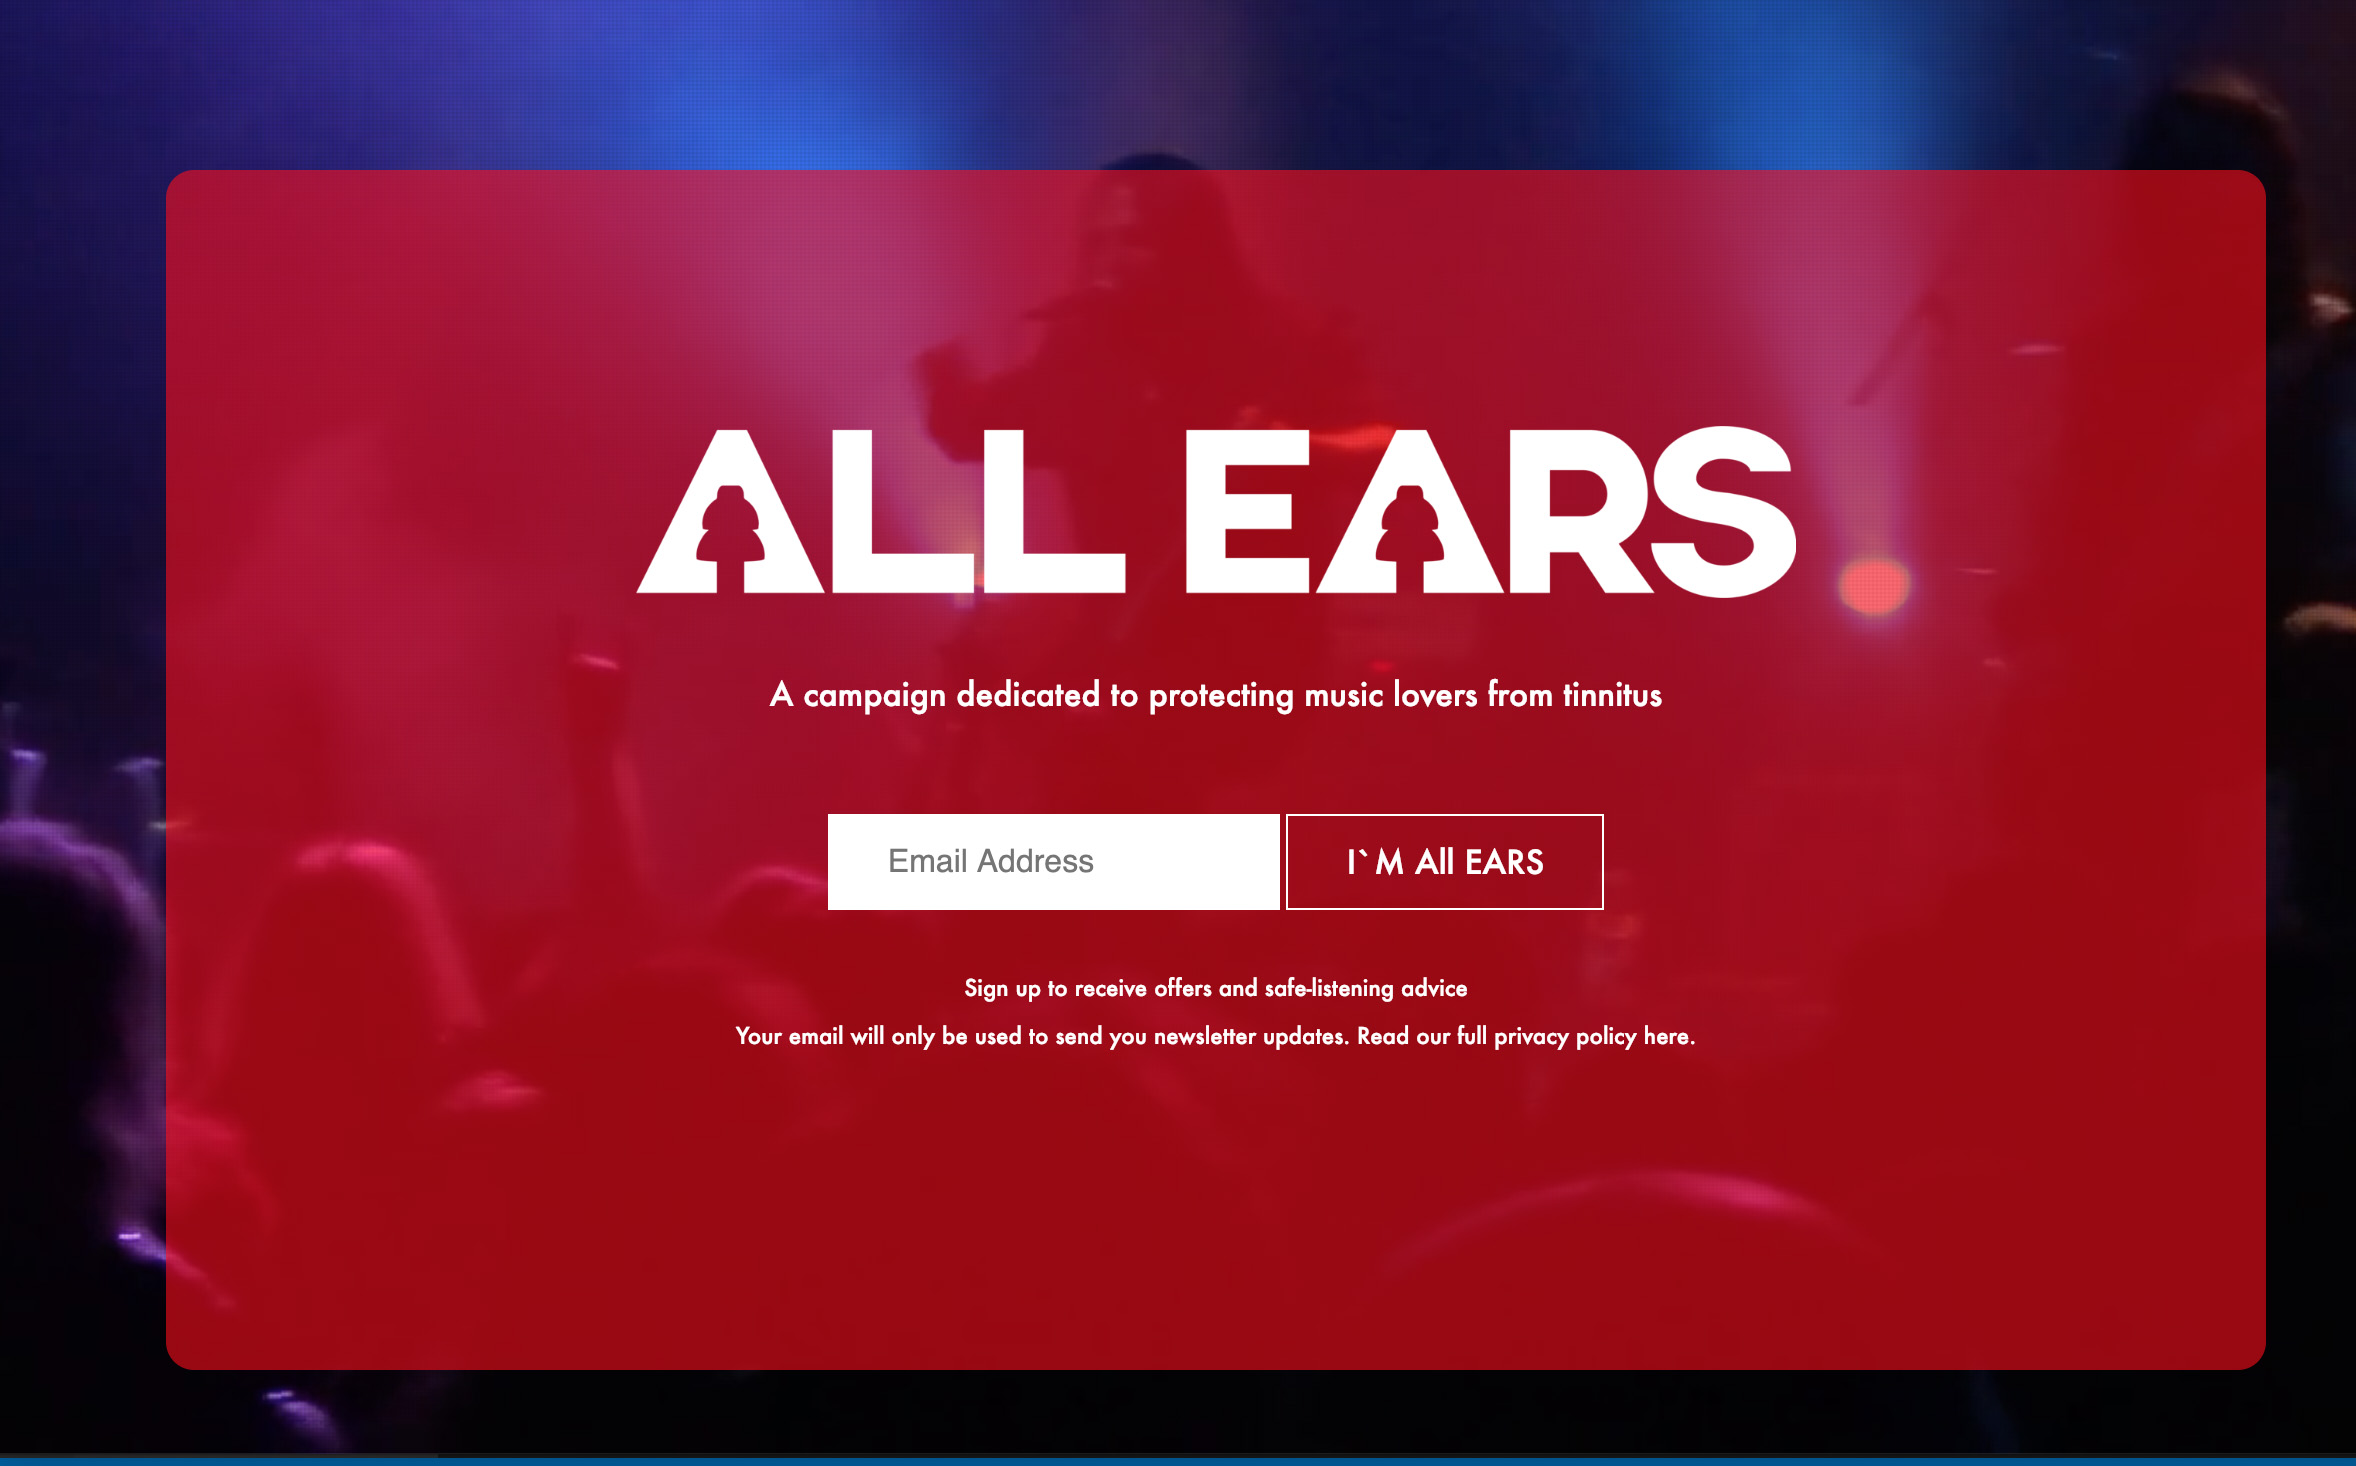 ALL EARS
A campaign dedicated to protecting music lovers from tinnitus
Email Address
I`M All EARS
Sign up to receive offers and safe-listening advice
Your email will only be used to send you newsletter updates. Read our full privacy policy here.